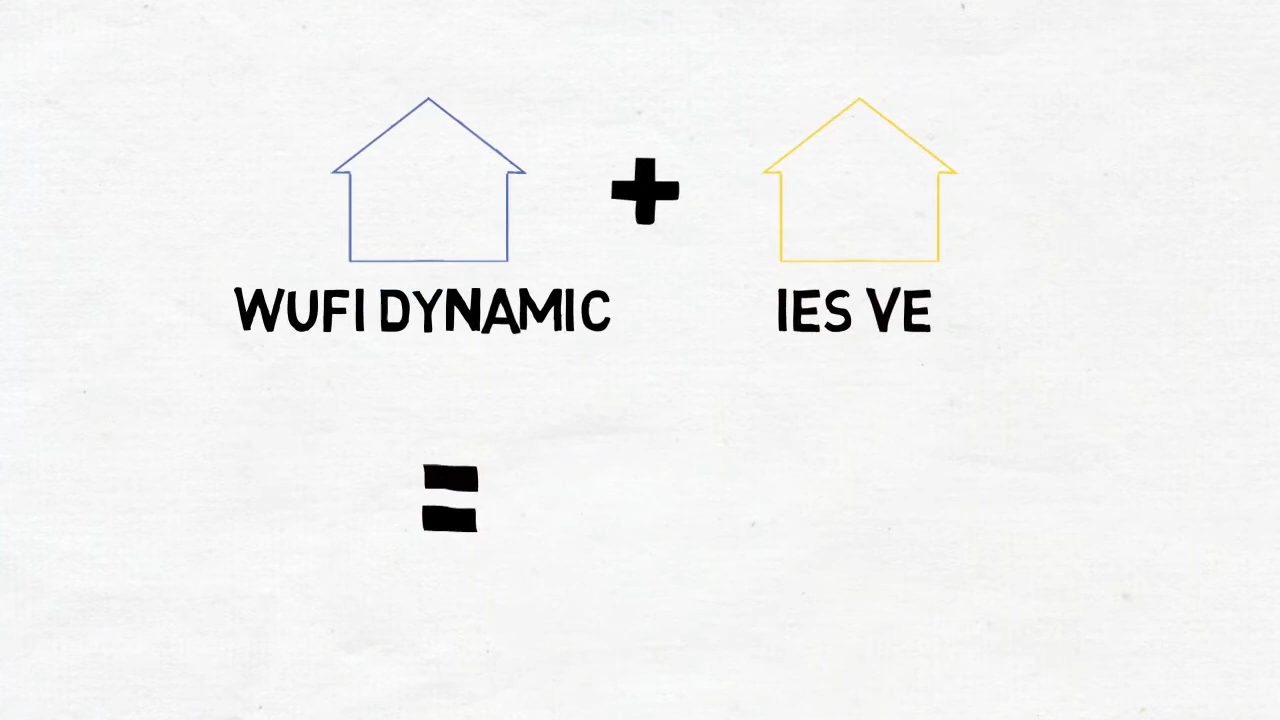 +
WUFI DYNAMIC IES VE
=